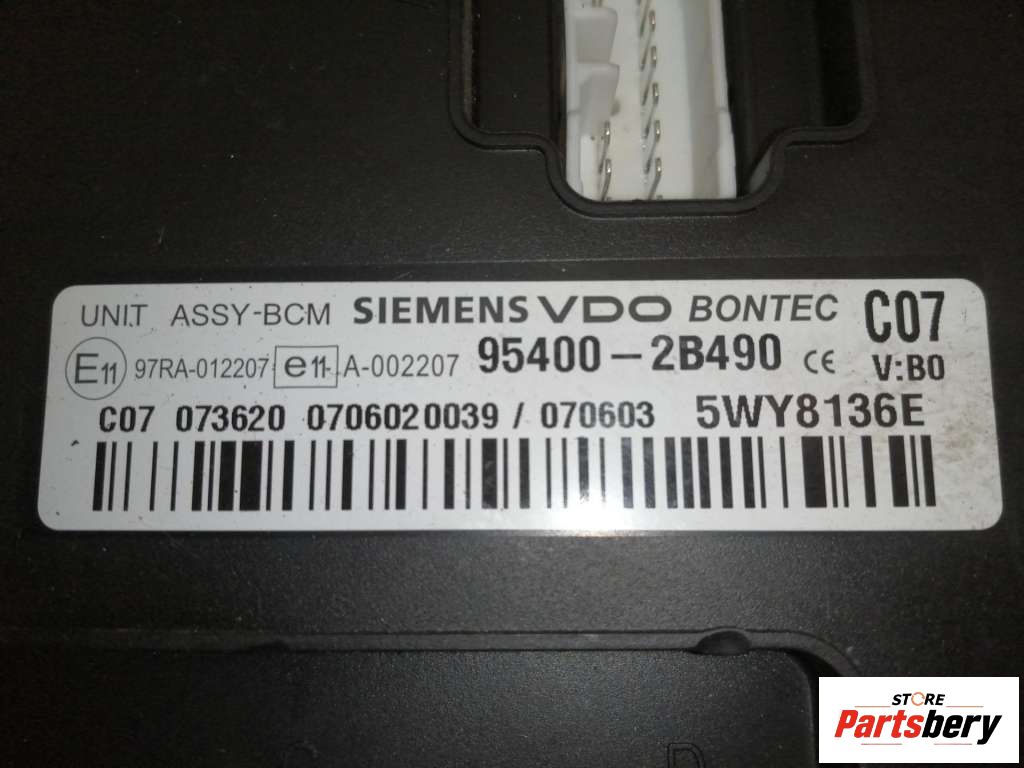 UNIT ASSY-BCM SIEMENS VDO BONTEC C07
E11 97RA-012207 e11 A-002207 95400-2B490 CE V:B0
C07 073620 0706020039 / 070603 5WY8136E
STORE
Partsbery